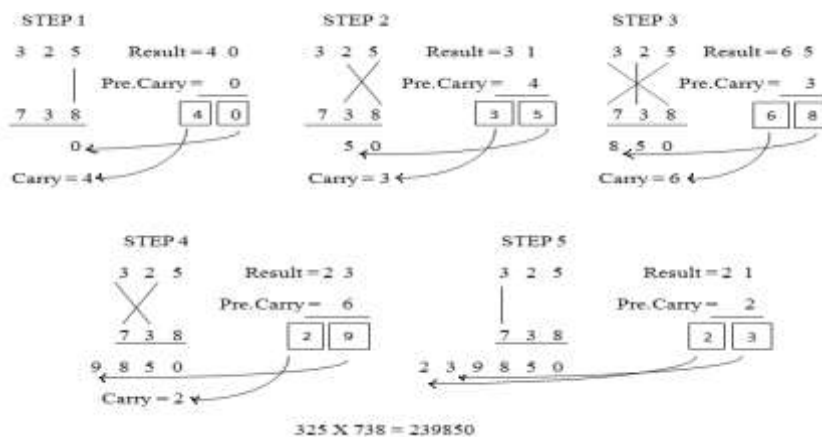 STEP 1
3 2 5 Result = 4 0
Pre.Carry = 0
7 3 8 4 0
0
Carry = 4
STEP 2
3 2 5 Result = 3 1
Pre.Carry = 4
7 3 8 3 5
5 0
Carry = 3
STEP 3
3 2 5 Result = 6 5
Pre.Carry = 3
7 3 8 6 8
8 5 0
Carry = 6
STEP 4
3 2 5 Result = 2 3
Pre.Carry = 6
7 3 8 2 9
9 8 5 0
Carry = 2
STEP 5
3 2 5 Result = 2 1
Pre.Carry = 2
7 3 8 2 3
2 3 9 8 5 0
325 X 738 = 239850